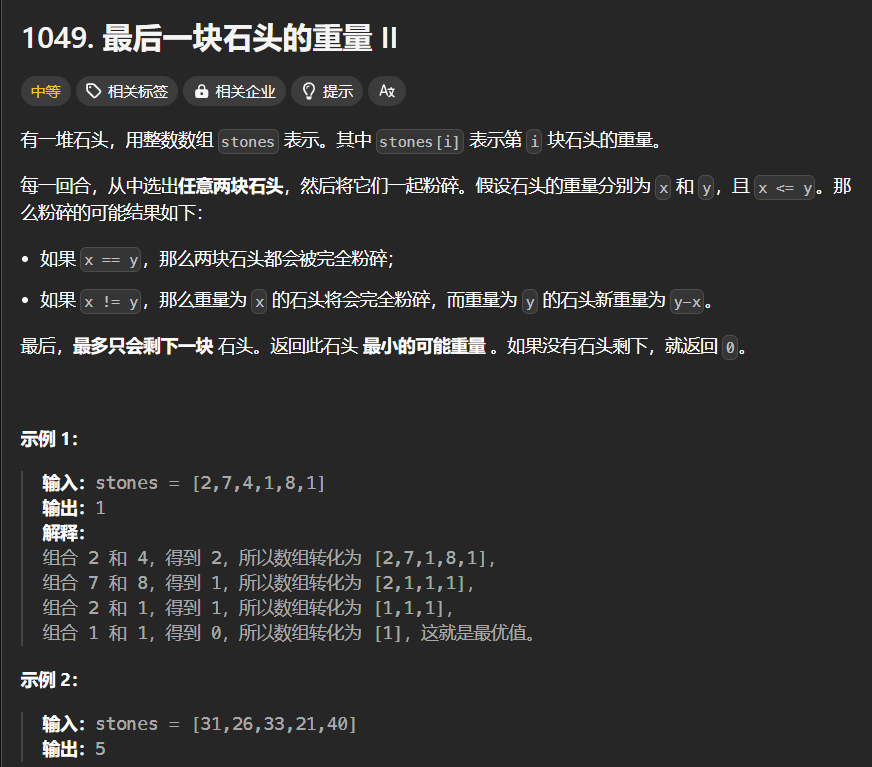 1049. 最后一块石头的重量 II
中等 相关标签 相关企业 提示 Aあ
有一堆石头，用整数数组 stones 表示。其中 stones[i] 表示第 i 块石头的重量。
每一回合，从中选出任意两块石头，然后将它们一起粉碎。假设石头的重量分别为 x 和 y，且 x <= y。那
么粉碎的可能结果如下：
• 如果 x == y，那么两块石头都会被完全粉碎；
• 如果 x != y，那么重量为 x 的石头将会完全粉碎，而重量为 y 的石头新重量为 y-x。
最后，最多只会剩下一块 石头。返回此石头 最小的可能重量 。如果没有石头剩下，就返回 0。
示例 1：
输入：stones = [2,7,4,1,8,1]
输出：1
解释：
组合 2 和 4，得到 2，所以数组转化为 [2,7,1,8,1]，
组合 7 和 8，得到 1，所以数组转化为 [2,1,1,1]，
组合 2 和 1，得到 1，所以数组转化为 [1,1,1]，
组合 1 和 1，得到 0，所以数组转化为 [1]，这就是最优值。
示例 2：
输入：stones = [31,26,33,21,40]
输出：5